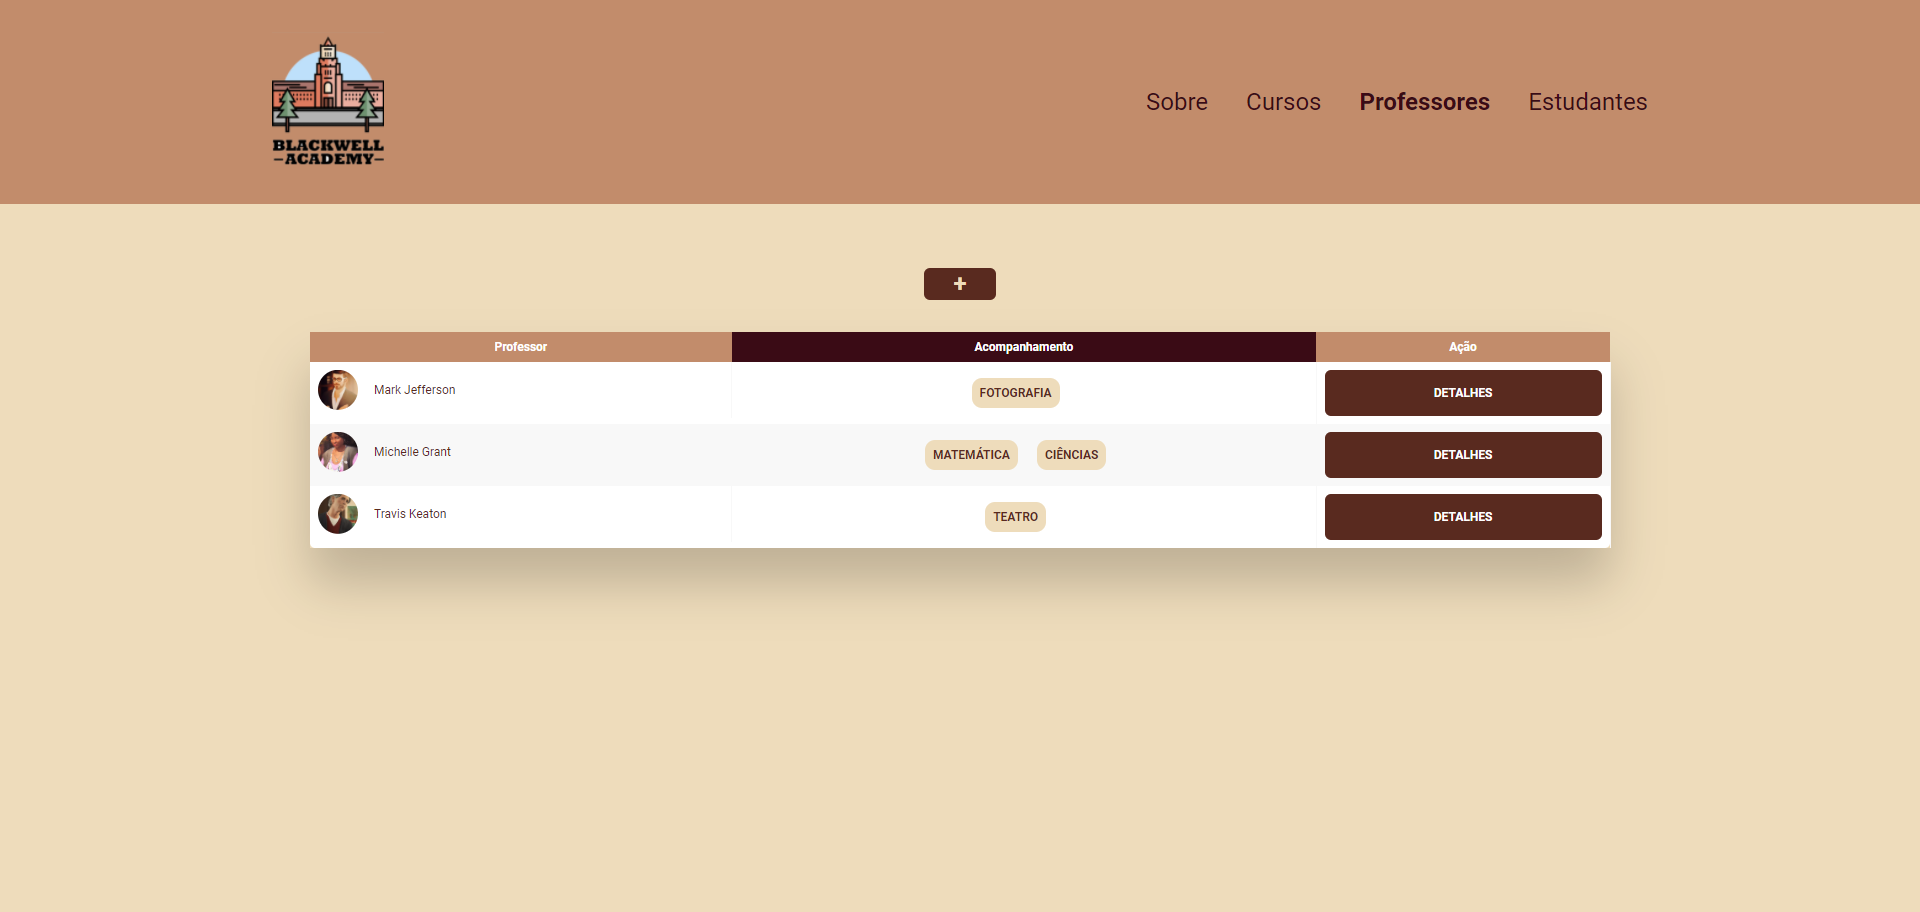 BLACKWELL
–ACADEMY–
Sobre Cursos Professores Estudantes
+
Professor Acompanhamento Ação
Mark Jefferson FOTOGRAFIA DETALHES
Michelle Grant MATEMÁTICA CIÊNCIAS DETALHES
Travis Keaton TEATRO DETALHES